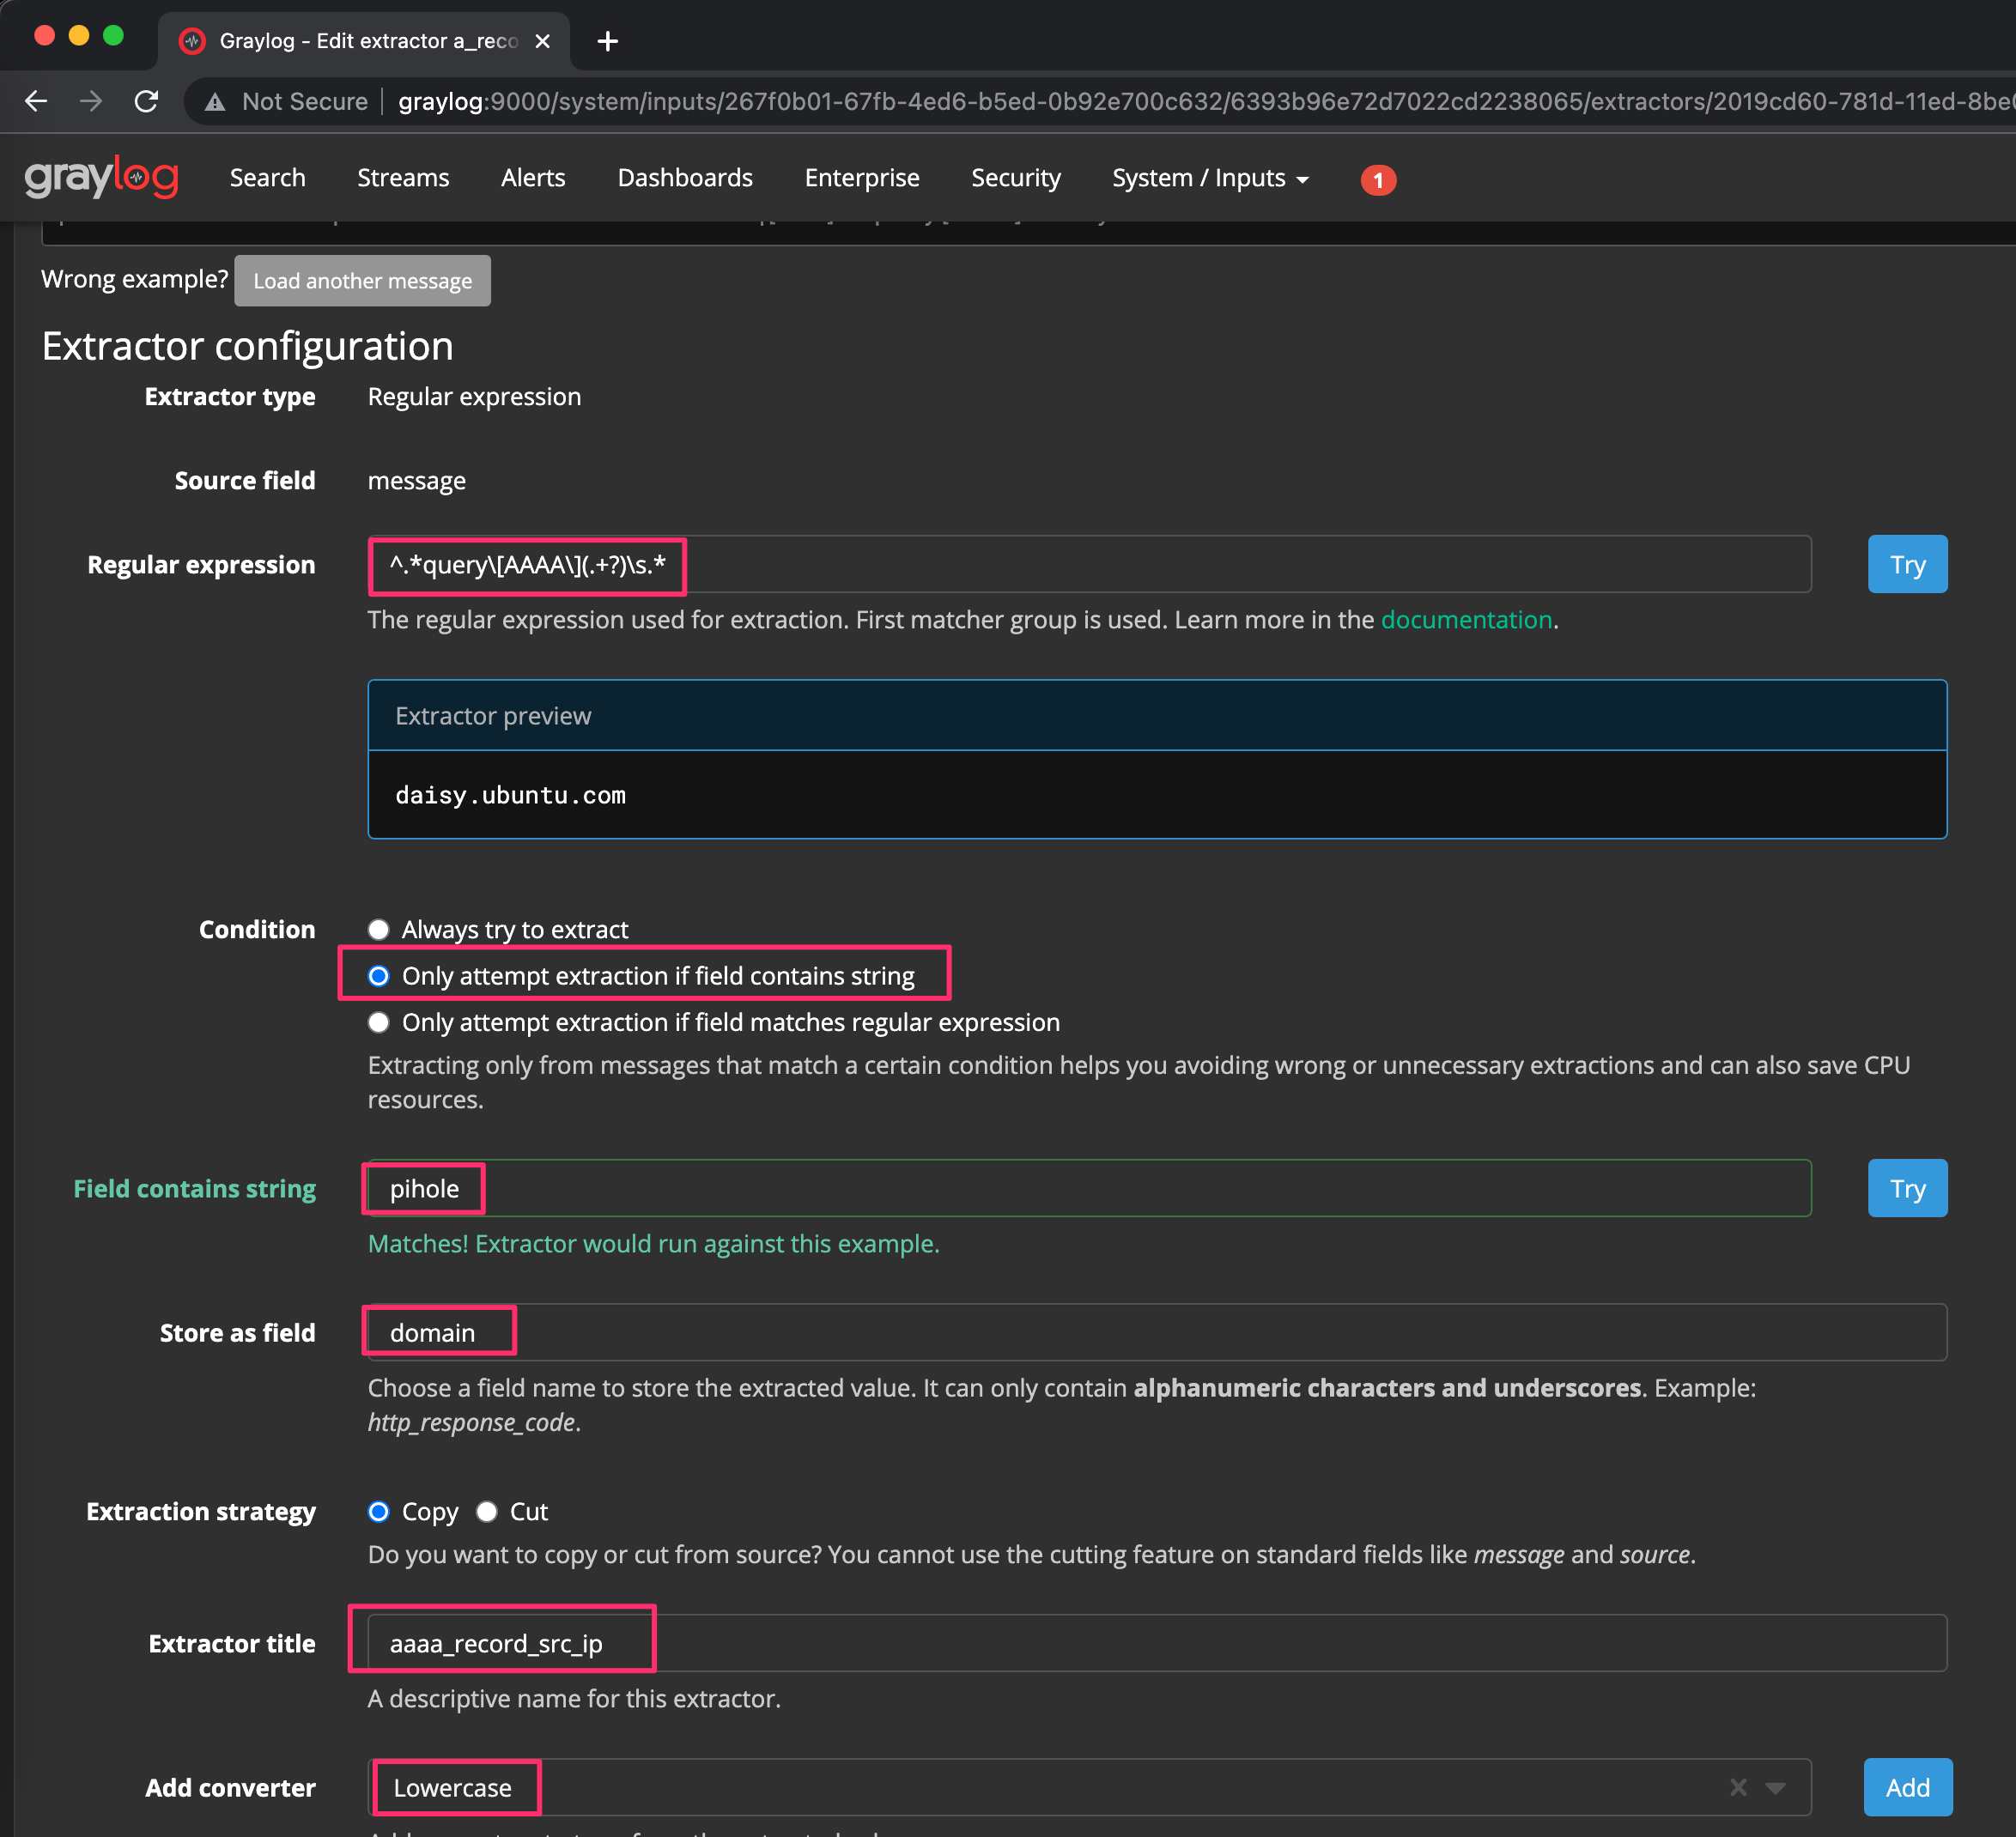 Graylog - Edit extractor a_reco
Not Secure graylog:9000/system/inputs/267f0b01-67fb-4ed6-b5ed-0b92e700c632/6393b96e72d7022cd2238065/extractors/2019cd60-781d-11ed-8be
graylog Search Streams Alerts Dashboards Enterprise Security System / Inputs 1
Wrong example? Load another message
Extractor configuration
Extractor type Regular expression
Source field message
Regular expression ^.*query\[AAAA\](.+?)\s.* Try
The regular expression used for extraction. First matcher group is used. Learn more in the documentation.
Extractor preview
daisy.ubuntu.com
Condition Always try to extract
Only attempt extraction if field contains string
Only attempt extraction if field matches regular expression
Extracting only from messages that match a certain condition helps you avoiding wrong or unnecessary extractions and can also save CPU
resources.
Field contains string pihole Try
Matches! Extractor would run against this example.
Store as field domain
Choose a field name to store the extracted value. It can only contain alphanumeric characters and underscores. Example:
http_response_code.
Extraction strategy Copy Cut
Do you want to copy or cut from source? You cannot use the cutting feature on standard fields like message and source.
Extractor title aaaa_record_src_ip
A descriptive name for this extractor.
Add converter Lowercase Add